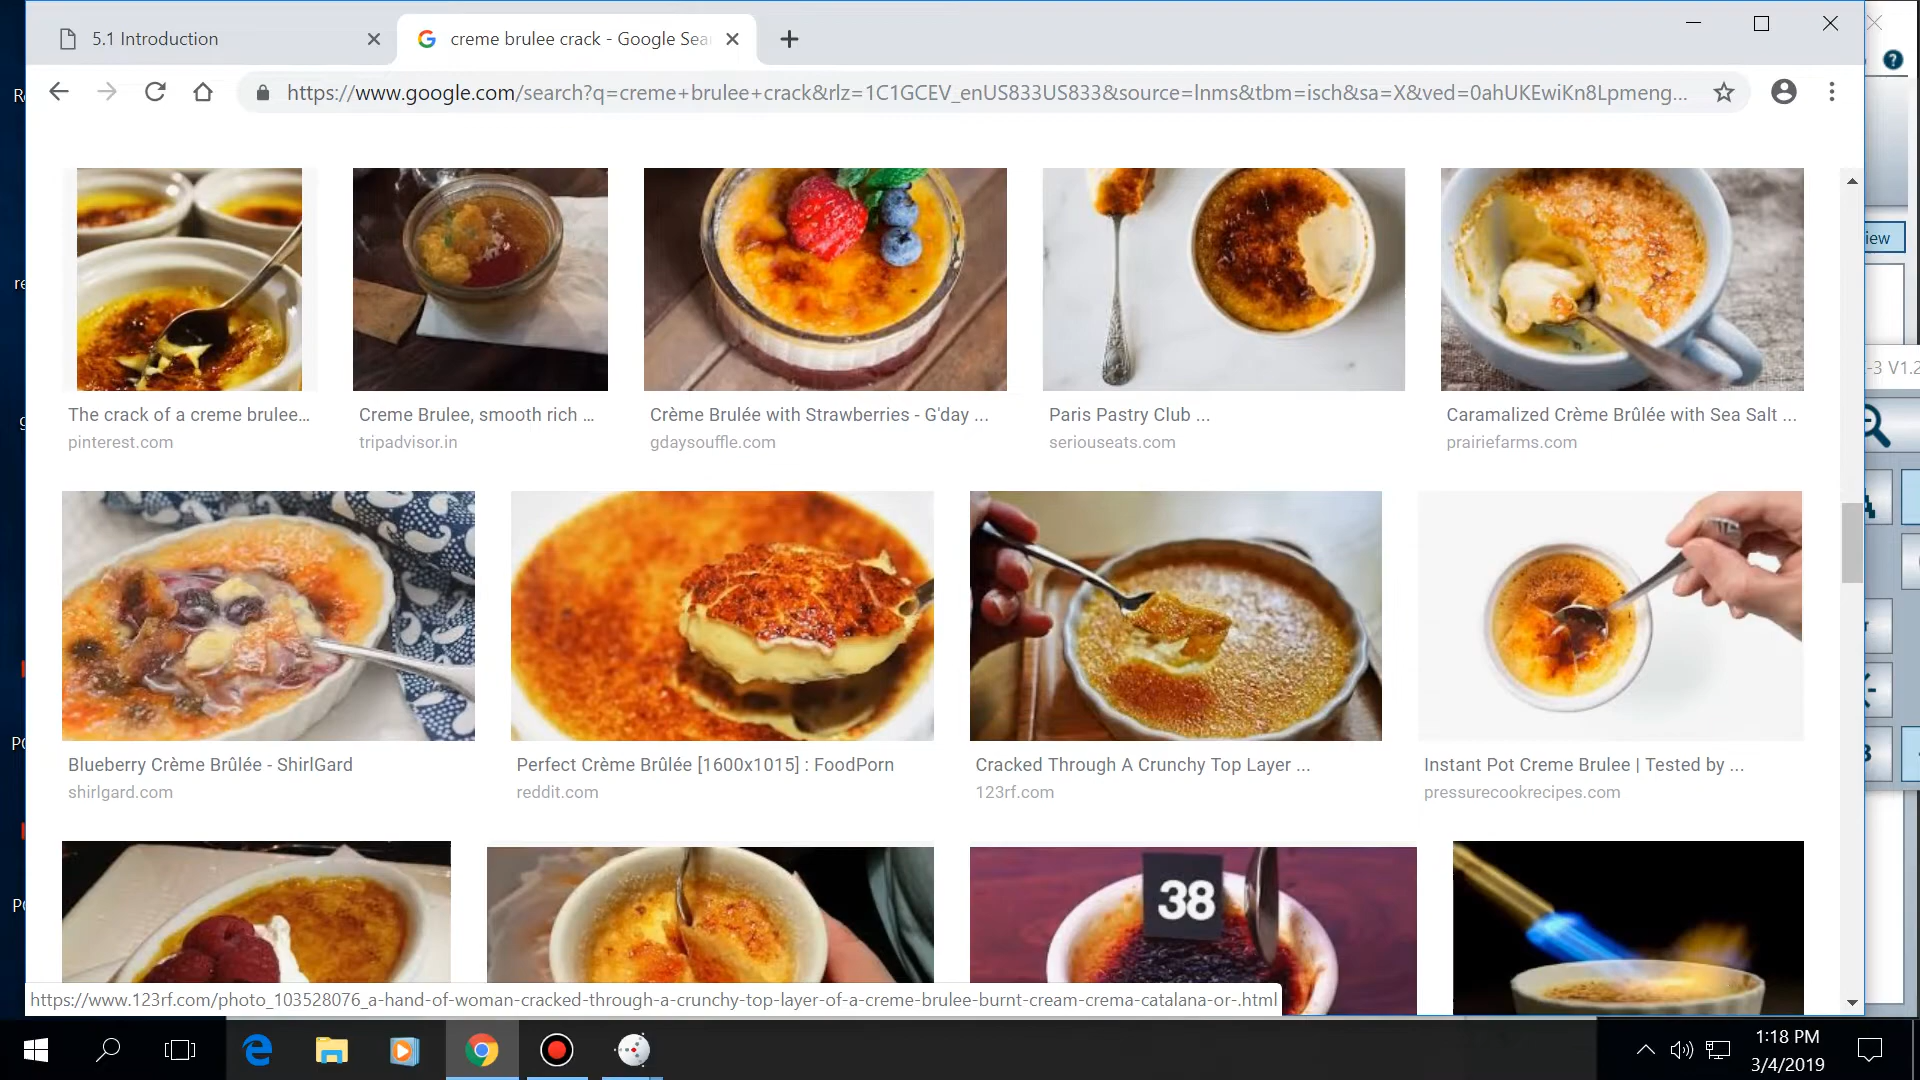 5.1 Introduction
creme brulee crack - Google Sea
https://www.google.com/search?q=creme+brulee+crack&rlz=1C1GCEV_enUS833US833&source=lnms&tbm=isch&sa=X&ved=0ahUKEwiKn8Lpmeng...
The crack of a creme brulee...
pinterest.com
Creme Brulee, smooth rich ...
tripadvisor.in
Crème Brulée with Strawberries - G'day ...
gdaysouffle.com
Paris Pastry Club ...
seriouseats.com
Caramalized Crème Brûlée with Sea Salt ...
prairiefarms.com
Blueberry Crème Brûlée - ShirlGard
shirlgard.com
Perfect Crème Brûlée [1600x1015] : FoodPorn
reddit.com
Cracked Through A Crunchy Top Layer ...
123rf.com
Instant Pot Creme Brulee | Tested by ...
pressurecookrecipes.com
38
https://www.123rf.com/photo_103528076_a-hand-of-woman-cracked-through-a-crunchy-top-layer-of-a-creme-brulee-burnt-cream-crema-catalana-or-.html
iew
-3 V1.2
1:18 PM
3/4/2019